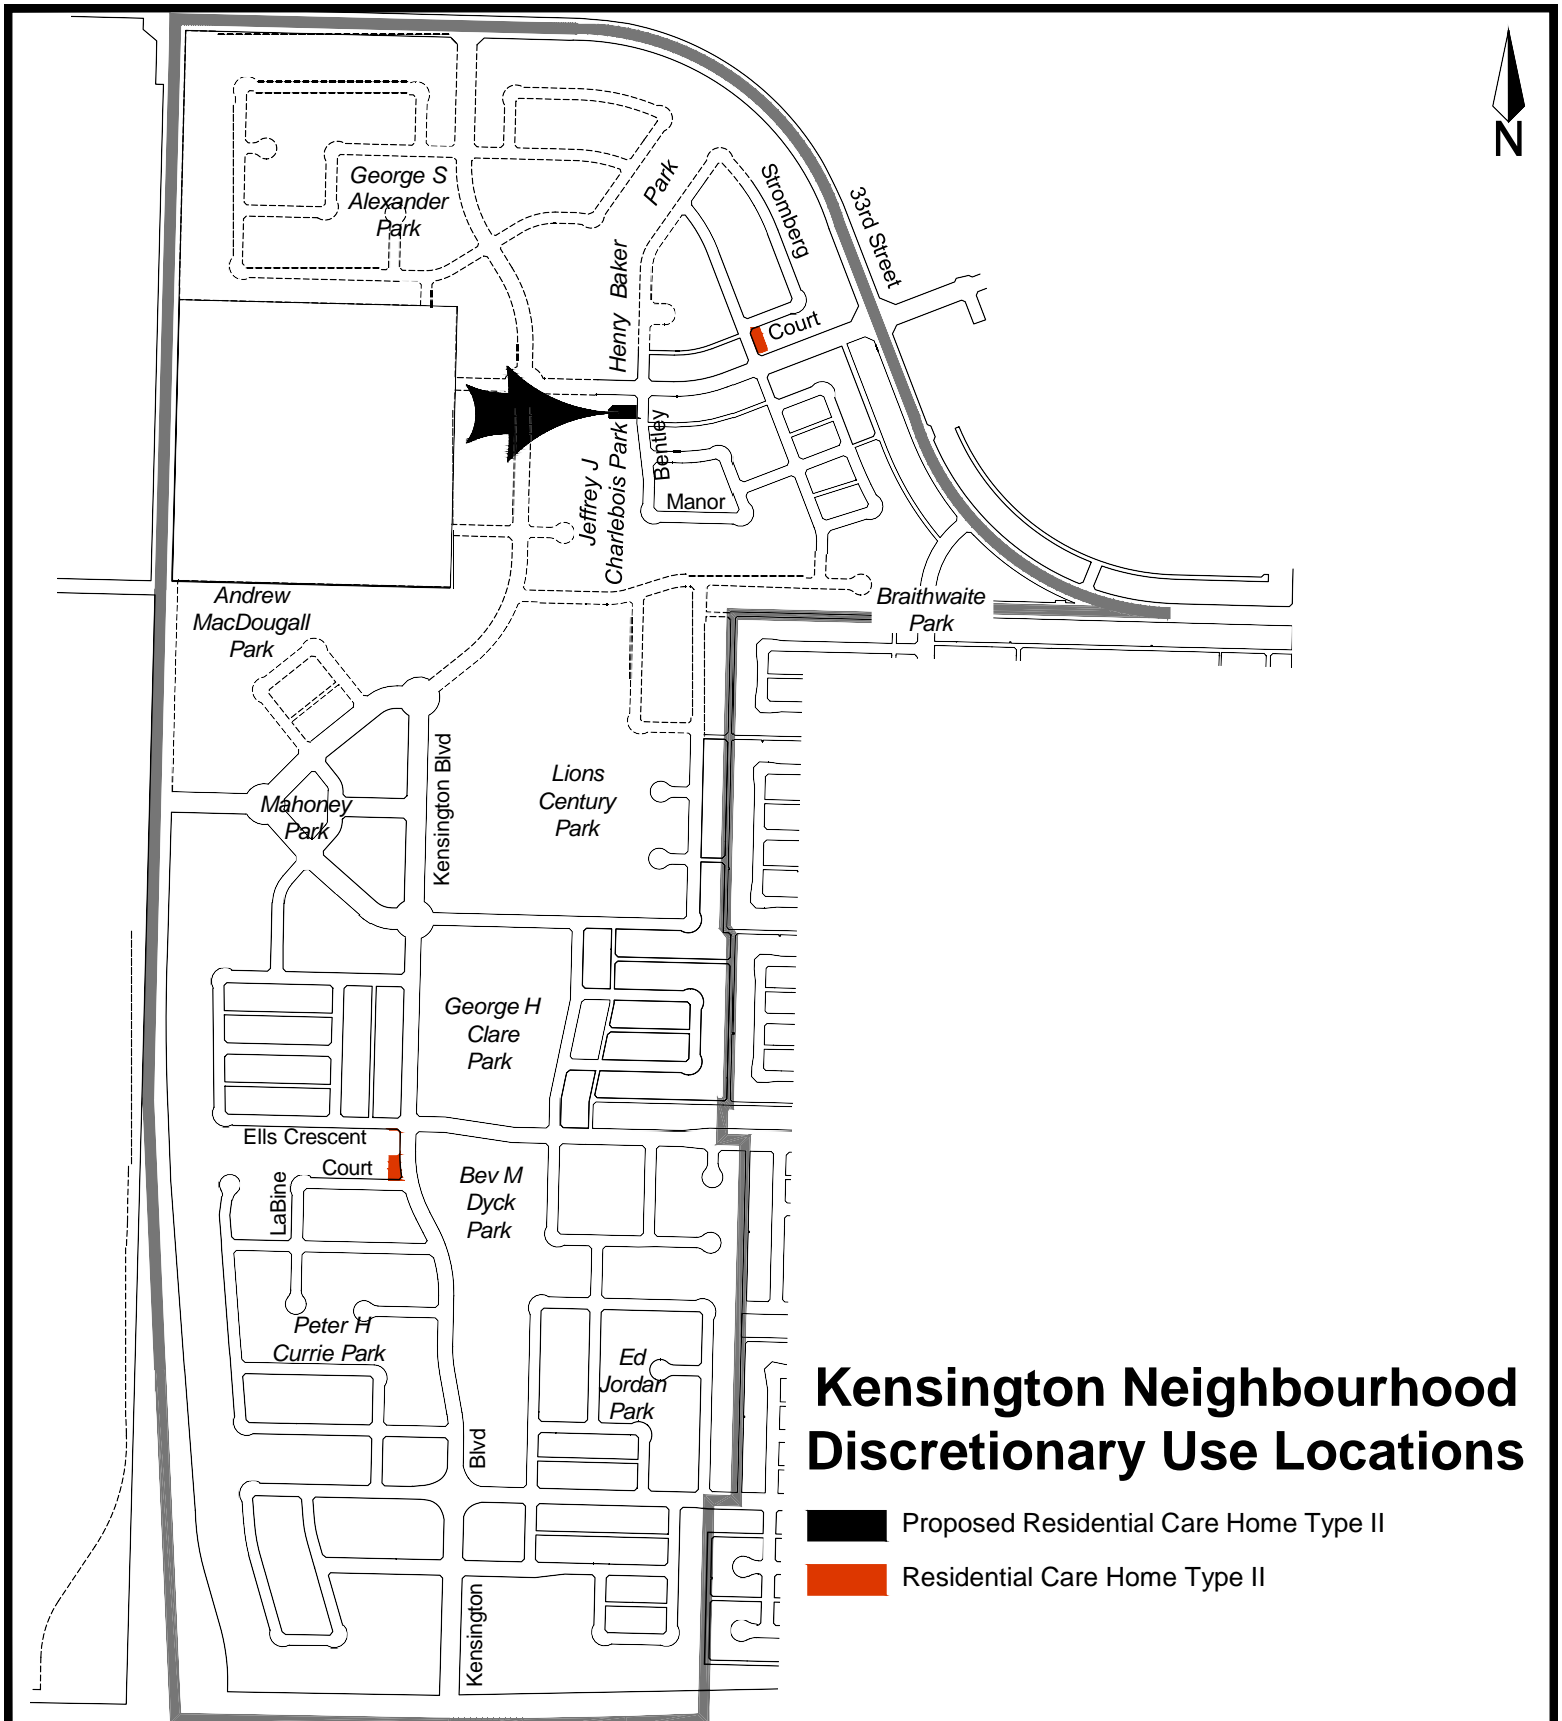 N
George S
Alexander
Park
Park
Stromberg
33rd Street
Henry Baker
Court
Jeffrey J
Charlebois Park
Bentley
Manor
Andrew
MacDougall
Park
Braithwaite
Park
Kensington Blvd
Lions
Century
Park
Mahoney
Park
George H
Clare
Park
Ells Crescent
Court
LaBine
Bev M
Dyck
Park
Peter H
Currie Park
Ed
Jordan
Park
Blvd
Kensington
Kensington Neighbourhood
Discretionary Use Locations
Proposed Residential Care Home Type II
Residential Care Home Type II